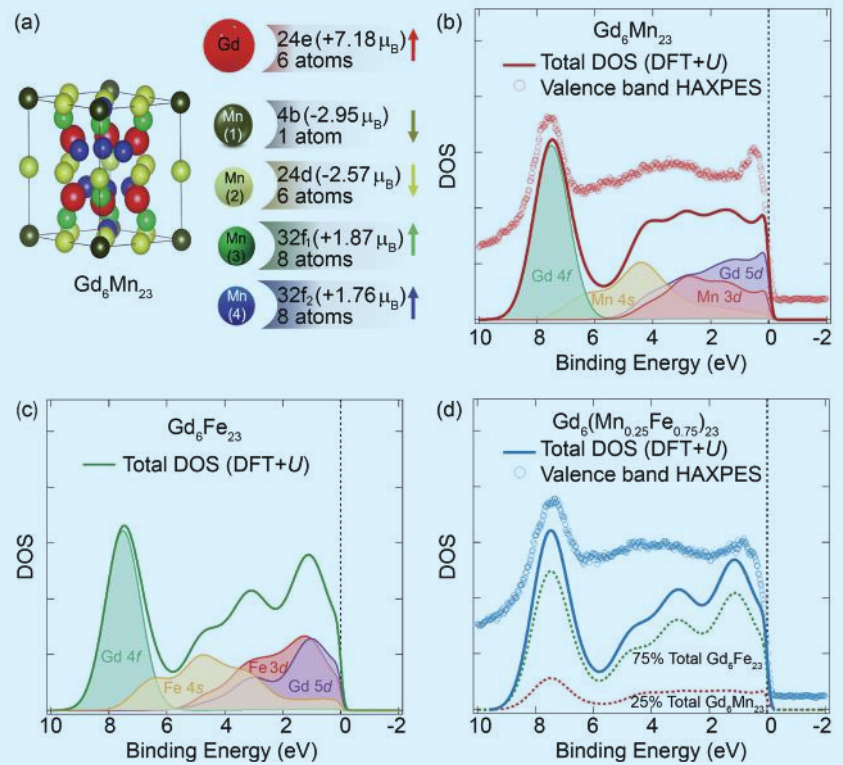 (a)
Gd
24e (+7.18 μB)
6 atoms
Mn
(1)
4b (-2.95 μB)
1 atom
Mn
(2)
24d (-2.57 μB)
6 atoms
Mn
(3)
32f₁ (+1.87 μB)
8 atoms
Mn
(4)
32f₂ (+1.76 μB)
8 atoms
Gd₆Mn₂₃
(b)
Gd₆Mn₂₃
Total DOS (DFT+U)
Valence band HAXPES
DOS
Gd 4f
Mn 4s
Gd 5d
Mn 3d
10 8 6 4 2 0 -2
Binding Energy (eV)
(c)
Gd₆Fe₂₃
Total DOS (DFT+U)
DOS
Gd 4f
Fe 4s
Fe 3d
Gd 5d
10 8 6 4 2 0 -2
Binding Energy (eV)
(d)
Gd₆(Mn₀.₂₅Fe₀.₇₅)₂₃
Total DOS (DFT+U)
Valence band HAXPES
DOS
75% Total Gd₆Fe₂₃
25% Total Gd₆Mn₂₃
10 8 6 4 2 0 -2
Binding Energy (eV)